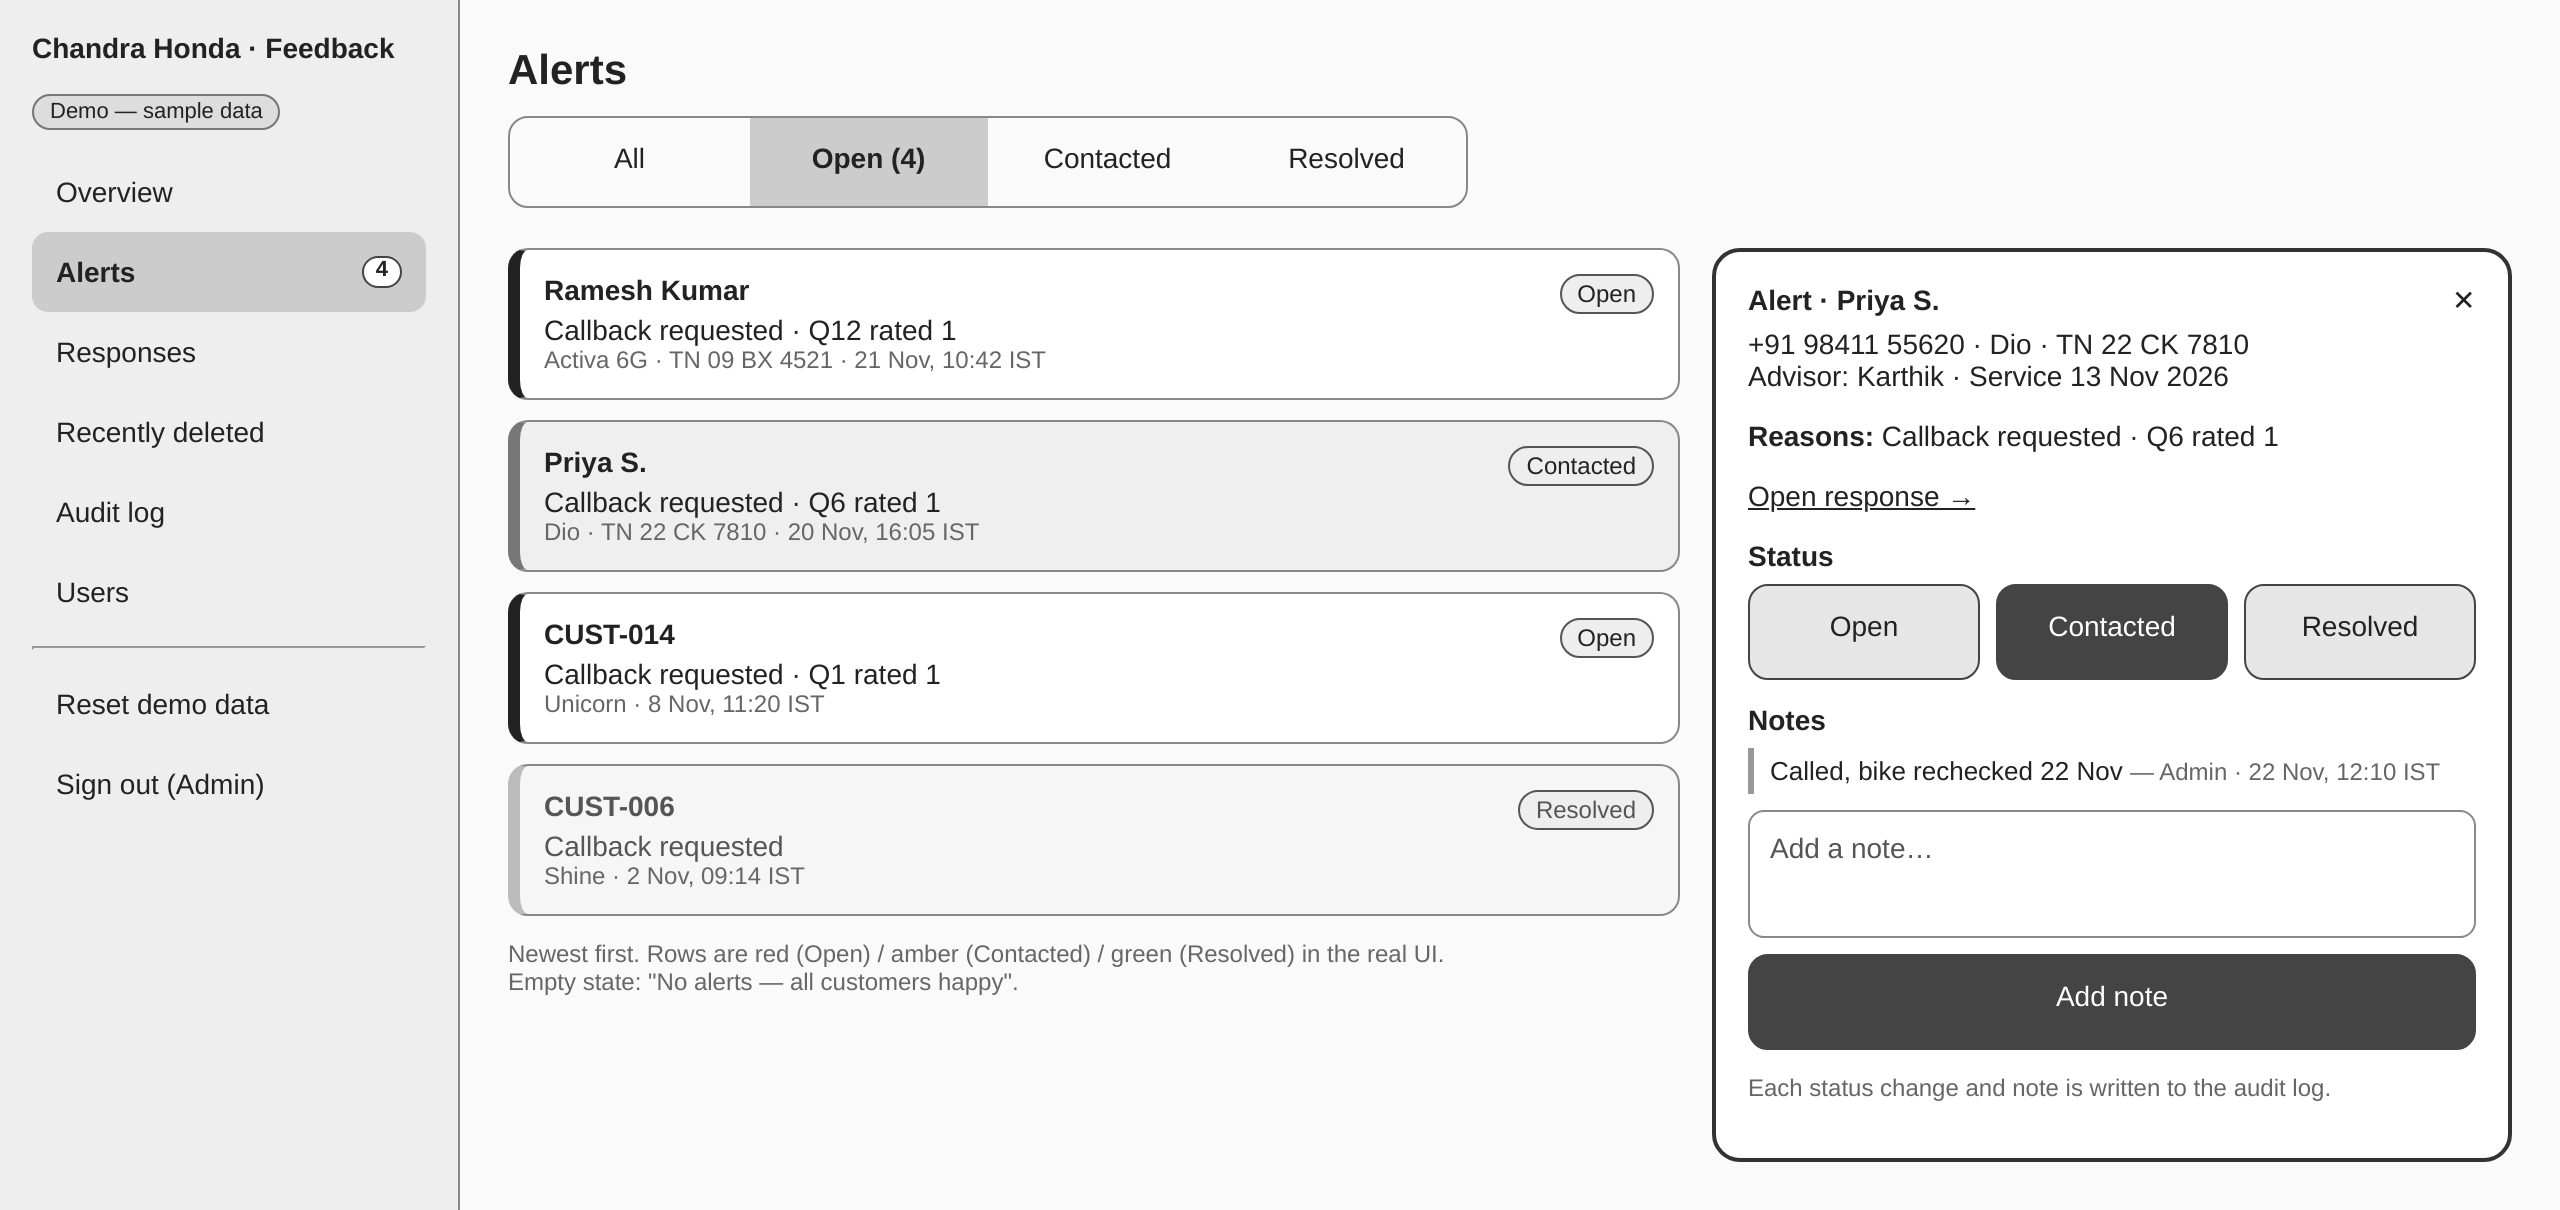 Chandra Honda · Feedback
Demo — sample data
Overview
Alerts 4
Responses
Recently deleted
Audit log
Users
Reset demo data
Sign out (Admin)
Alerts
All Open (4) Contacted Resolved
Ramesh Kumar Open
Callback requested · Q12 rated 1
Activa 6G · TN 09 BX 4521 · 21 Nov, 10:42 IST
Priya S. Contacted
Callback requested · Q6 rated 1
Dio · TN 22 CK 7810 · 20 Nov, 16:05 IST
CUST-014 Open
Callback requested · Q1 rated 1
Unicorn · 8 Nov, 11:20 IST
CUST-006 Resolved
Callback requested
Shine · 2 Nov, 09:14 IST
Newest first. Rows are red (Open) / amber (Contacted) / green (Resolved) in the real UI.
Empty state: "No alerts — all customers happy".
Alert · Priya S. ✕
+91 98411 55620 · Dio · TN 22 CK 7810
Advisor: Karthik · Service 13 Nov 2026
Reasons: Callback requested · Q6 rated 1
Open response →
Status
Open Contacted Resolved
Notes
Called, bike rechecked 22 Nov — Admin · 22 Nov, 12:10 IST
Add a note…
Add note
Each status change and note is written to the audit log.